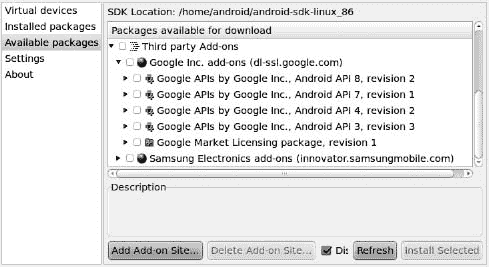 Virtual devices
Installed packages
Available packages
Settings
About
SDK Location: /home/android/android-sdk-linux_86
Packages available for download
Third party Add-ons
Google Inc. add-ons (dl-ssl.google.com)
Google APIs by Google Inc., Android API 8, revision 2
Google APIs by Google Inc., Android API 7, revision 1
Google APIs by Google Inc., Android API 4, revision 2
Google APIs by Google Inc., Android API 3, revision 3
Google Market Licensing package, revision 1
Samsung Electronics add-ons (innovator.samsungmobile.com)
Description
Add Add-on Site... Delete Add-on Site... Di Refresh Install Selected